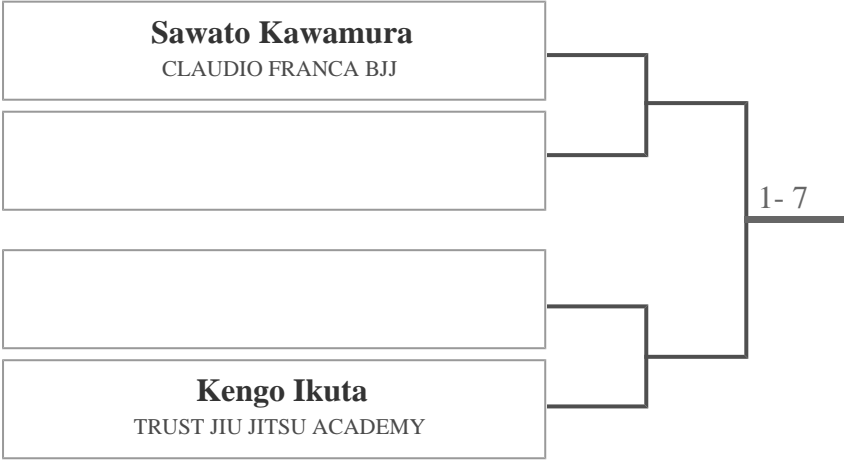 Sawato Kawamura
CLAUDIO FRANCA BJJ
1- 7
Kengo Ikuta
TRUST JIU JITSU ACADEMY